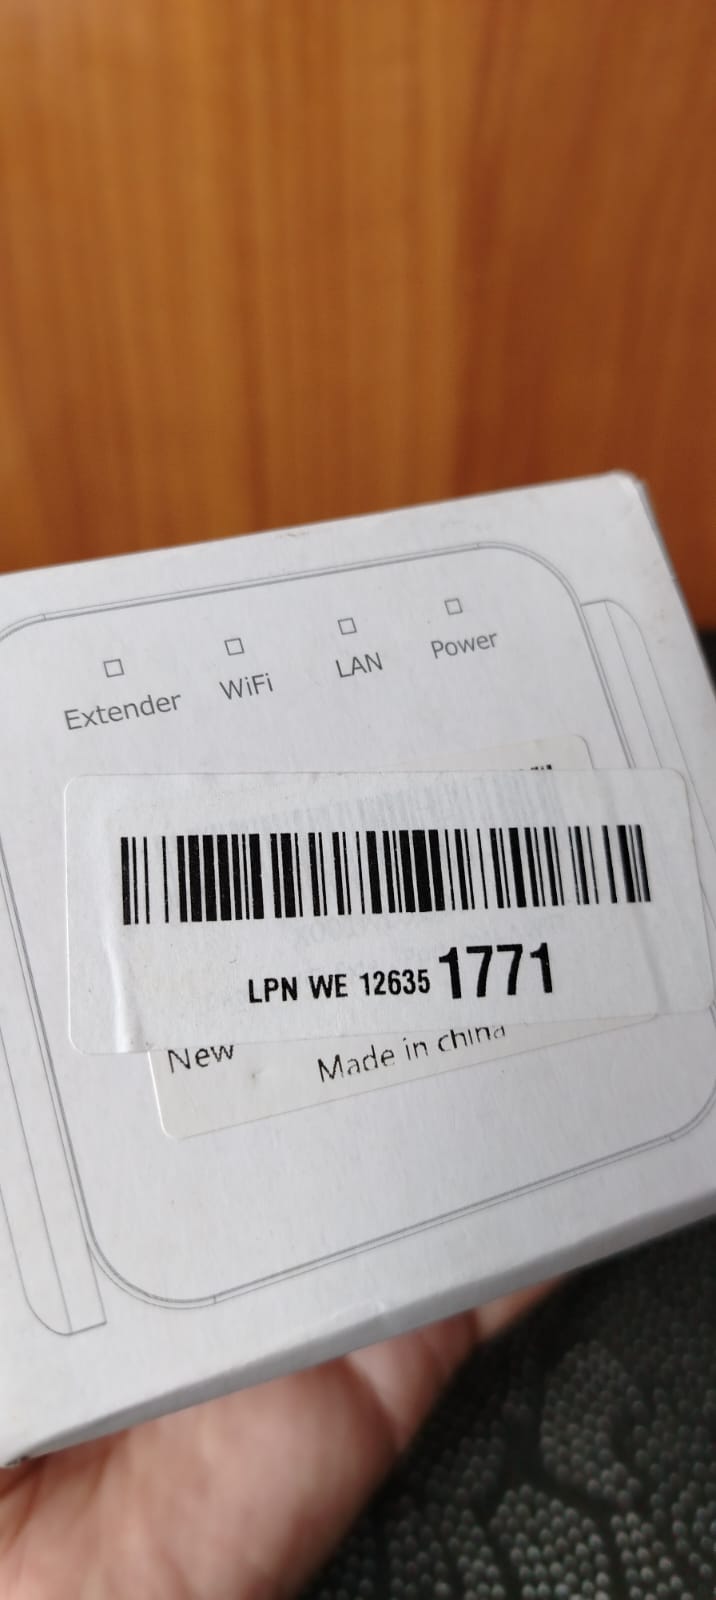 Extender WiFi LAN Power
LPN WE 12635 1771
New Made in china